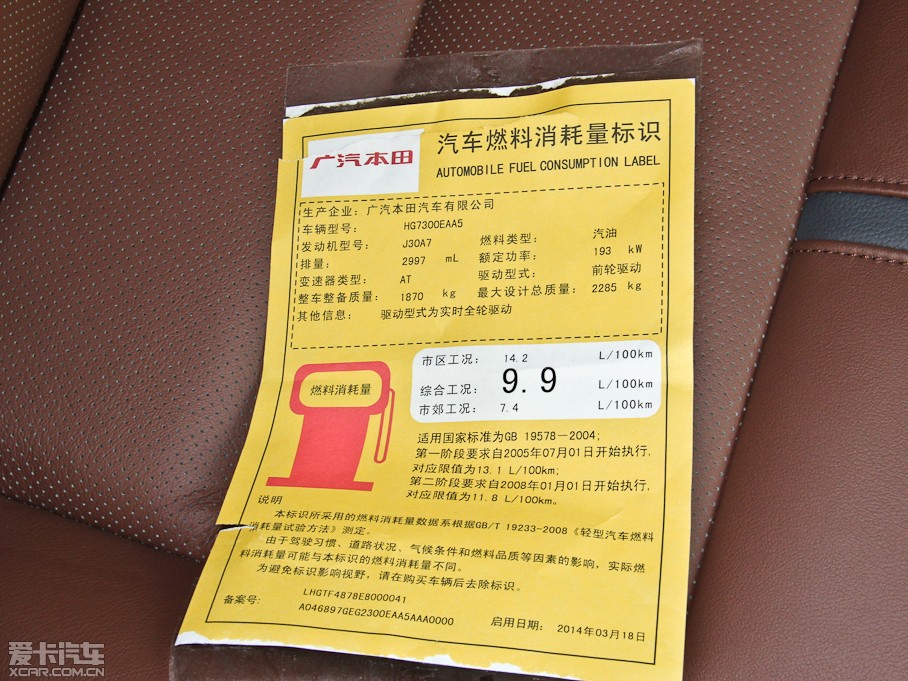 广汽本田
汽车燃料消耗量标识
AUTOMOBILE FUEL CONSUMPTION LABEL
生产企业: 广汽本田汽车有限公司
车辆型号: HG7300EAA5
发动机型号: J30A7 燃料类型: 汽油
排量: 2997 mL 额定功率: 193 kW
变速器类型: AT 驱动型式: 前轮驱动
整车整备质量: 1870 kg 最大设计总质量: 2285 kg
其他信息: 驱动型式为实时全轮驱动
燃料消耗量
市区工况: 14.2 L/100km
综合工况: 9.9 L/100km
市郊工况: 7.4 L/100km
适用国家标准为GB 19578—2004;
第一阶段要求自2005年07月01日开始执行,
对应限值为13.1 L/100km;
第二阶段要求自2008年01月01日开始执行,
对应限值为11.8 L/100km。
说明
本标识所采用的燃料消耗量数据系根据GB/T 19233-2008《轻型汽车燃料
消耗量试验方法》测定。
由于驾驶习惯、道路状况、气候条件和燃料品质等因素的影响,实际燃
料消耗量可能与本标识的燃料消耗量不同。
为避免标识影响视野,请在购买车辆后去除标识。
备案号: LHGTF4878E8000041
A046897GEG2300EAA5AAA0000
启用日期: 2014年03月18日
爱卡汽车
XCAR.COM.CN